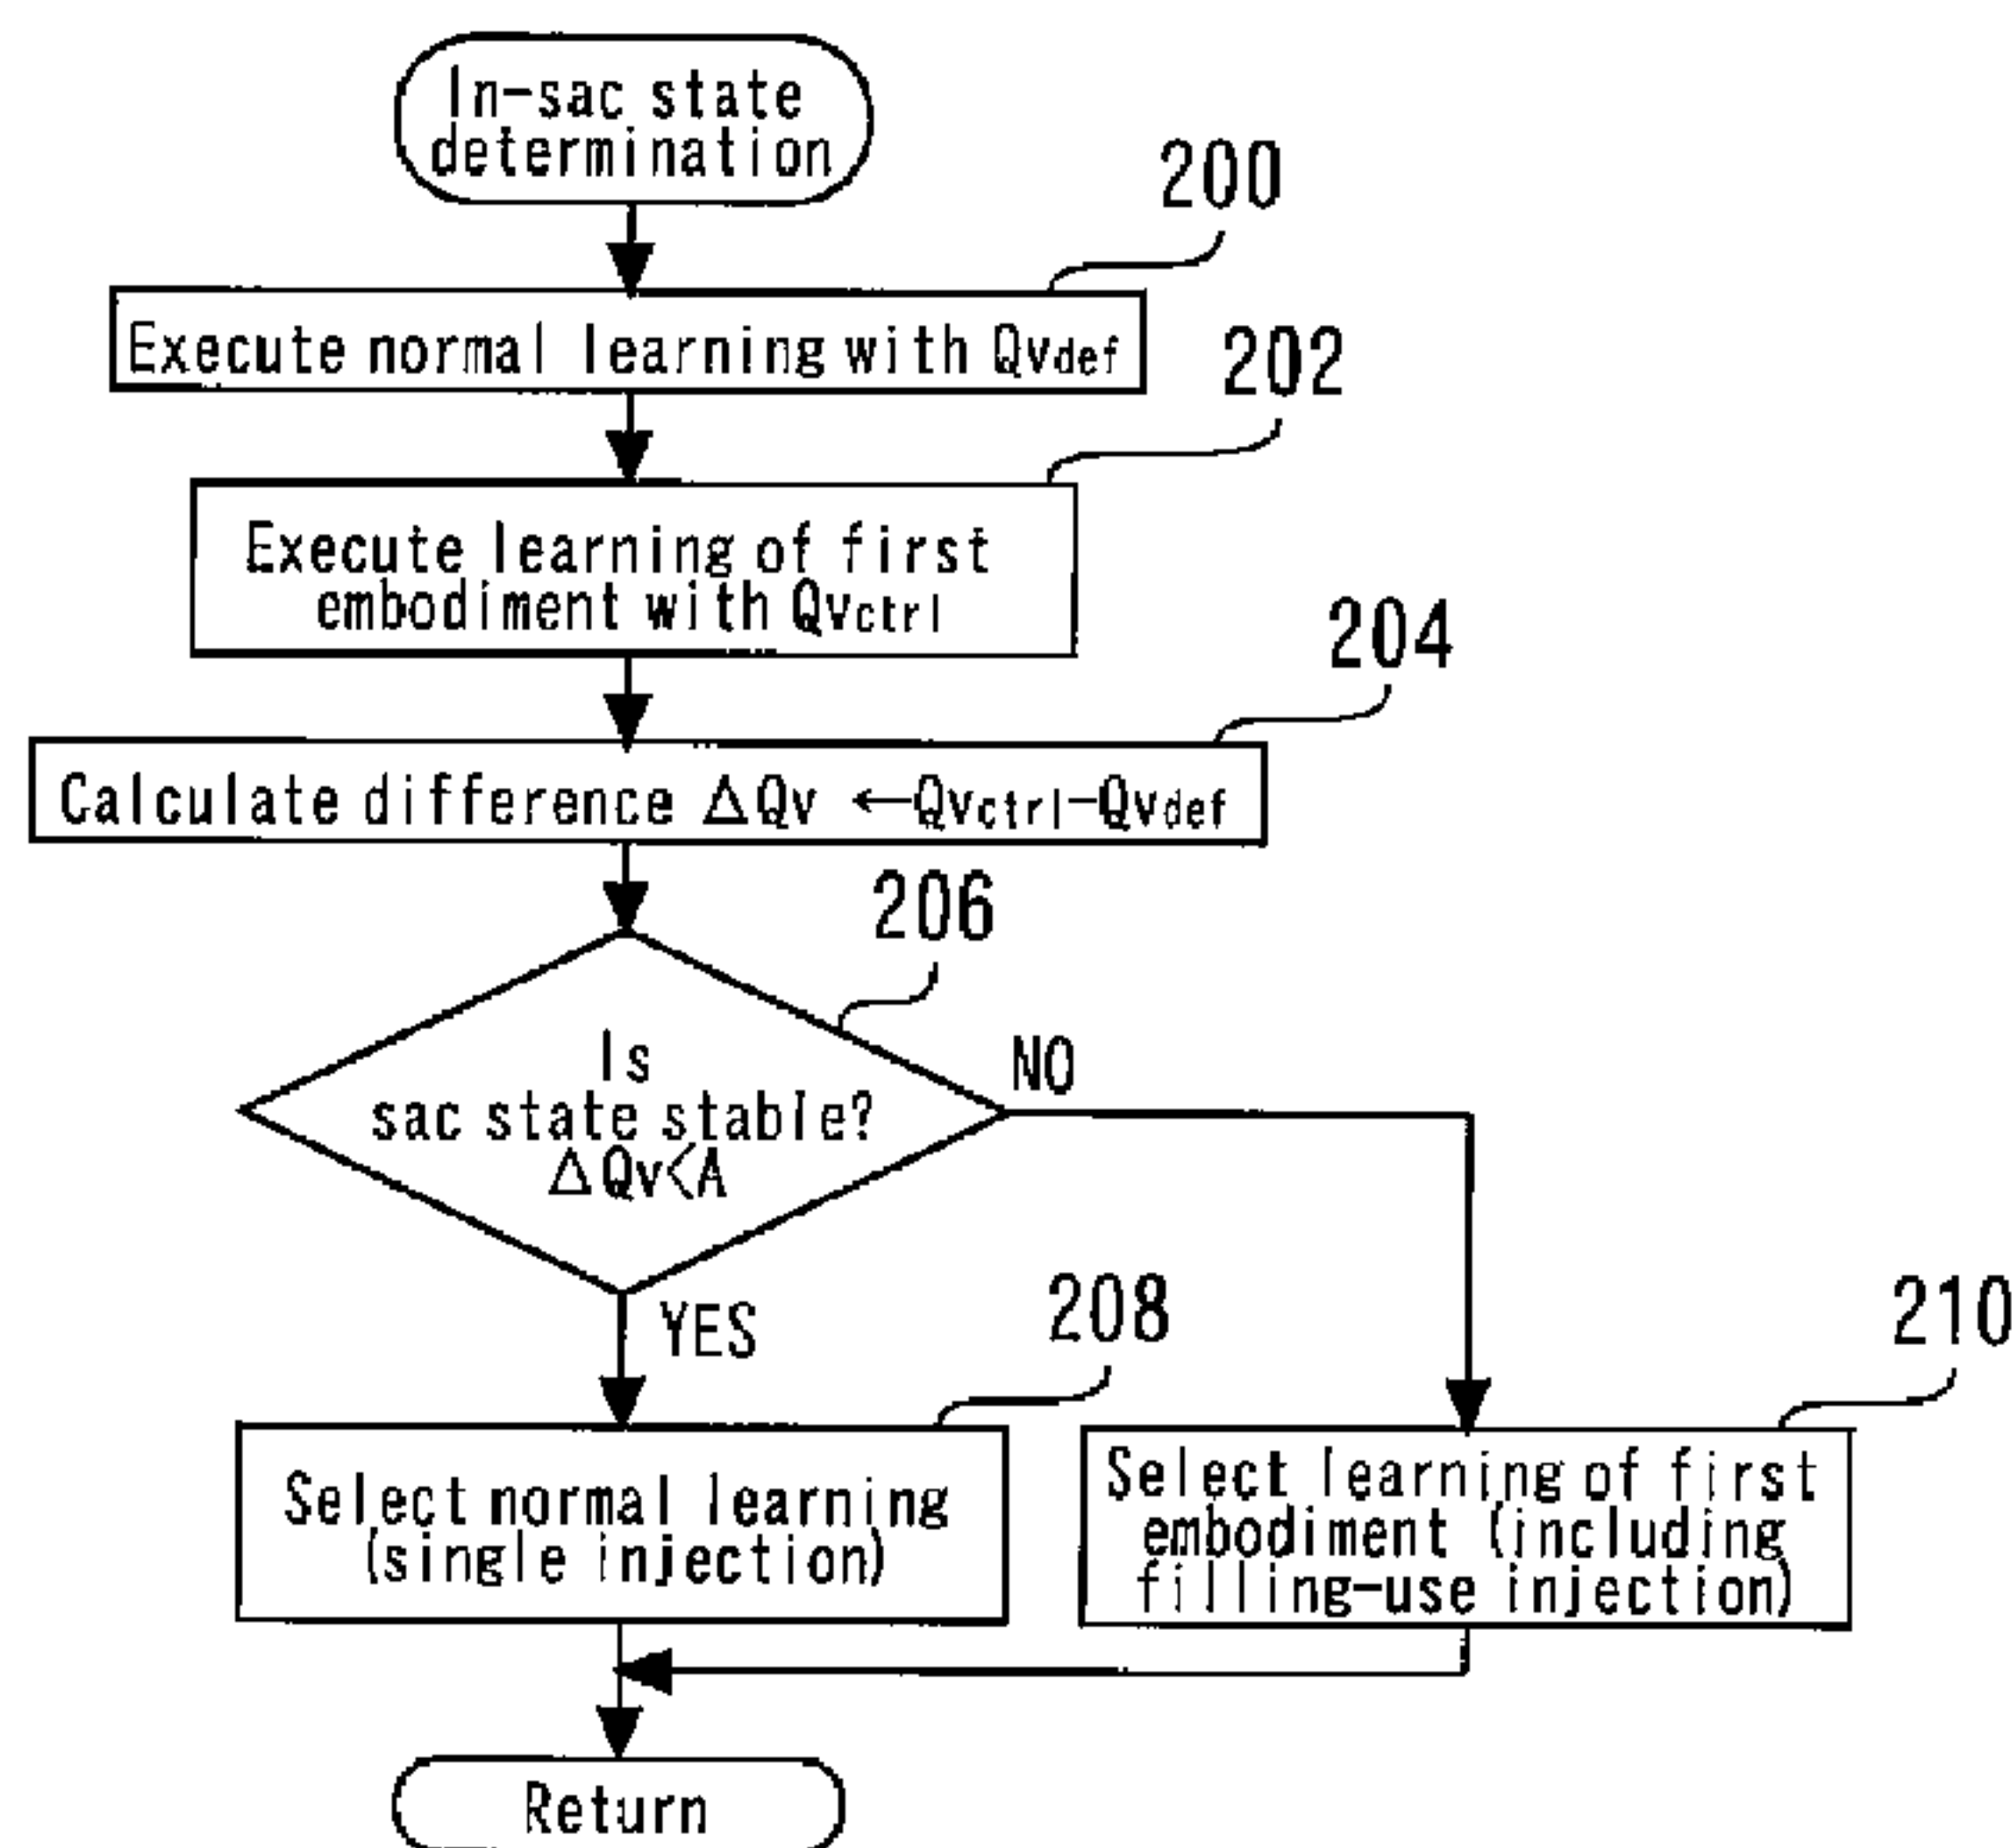 In-sac state
determination
200
Execute normal learning with Qvdef
202
Execute learning of first
embodiment with Qvctrl
204
Calculate difference ΔQv ←Qvctrl-Qvdef
206
Is
sac state stable?
ΔQv<A
NO
YES
208
Select normal learning
(single injection)
210
Select learning of first
embodiment (including
filling-use injection)
Return